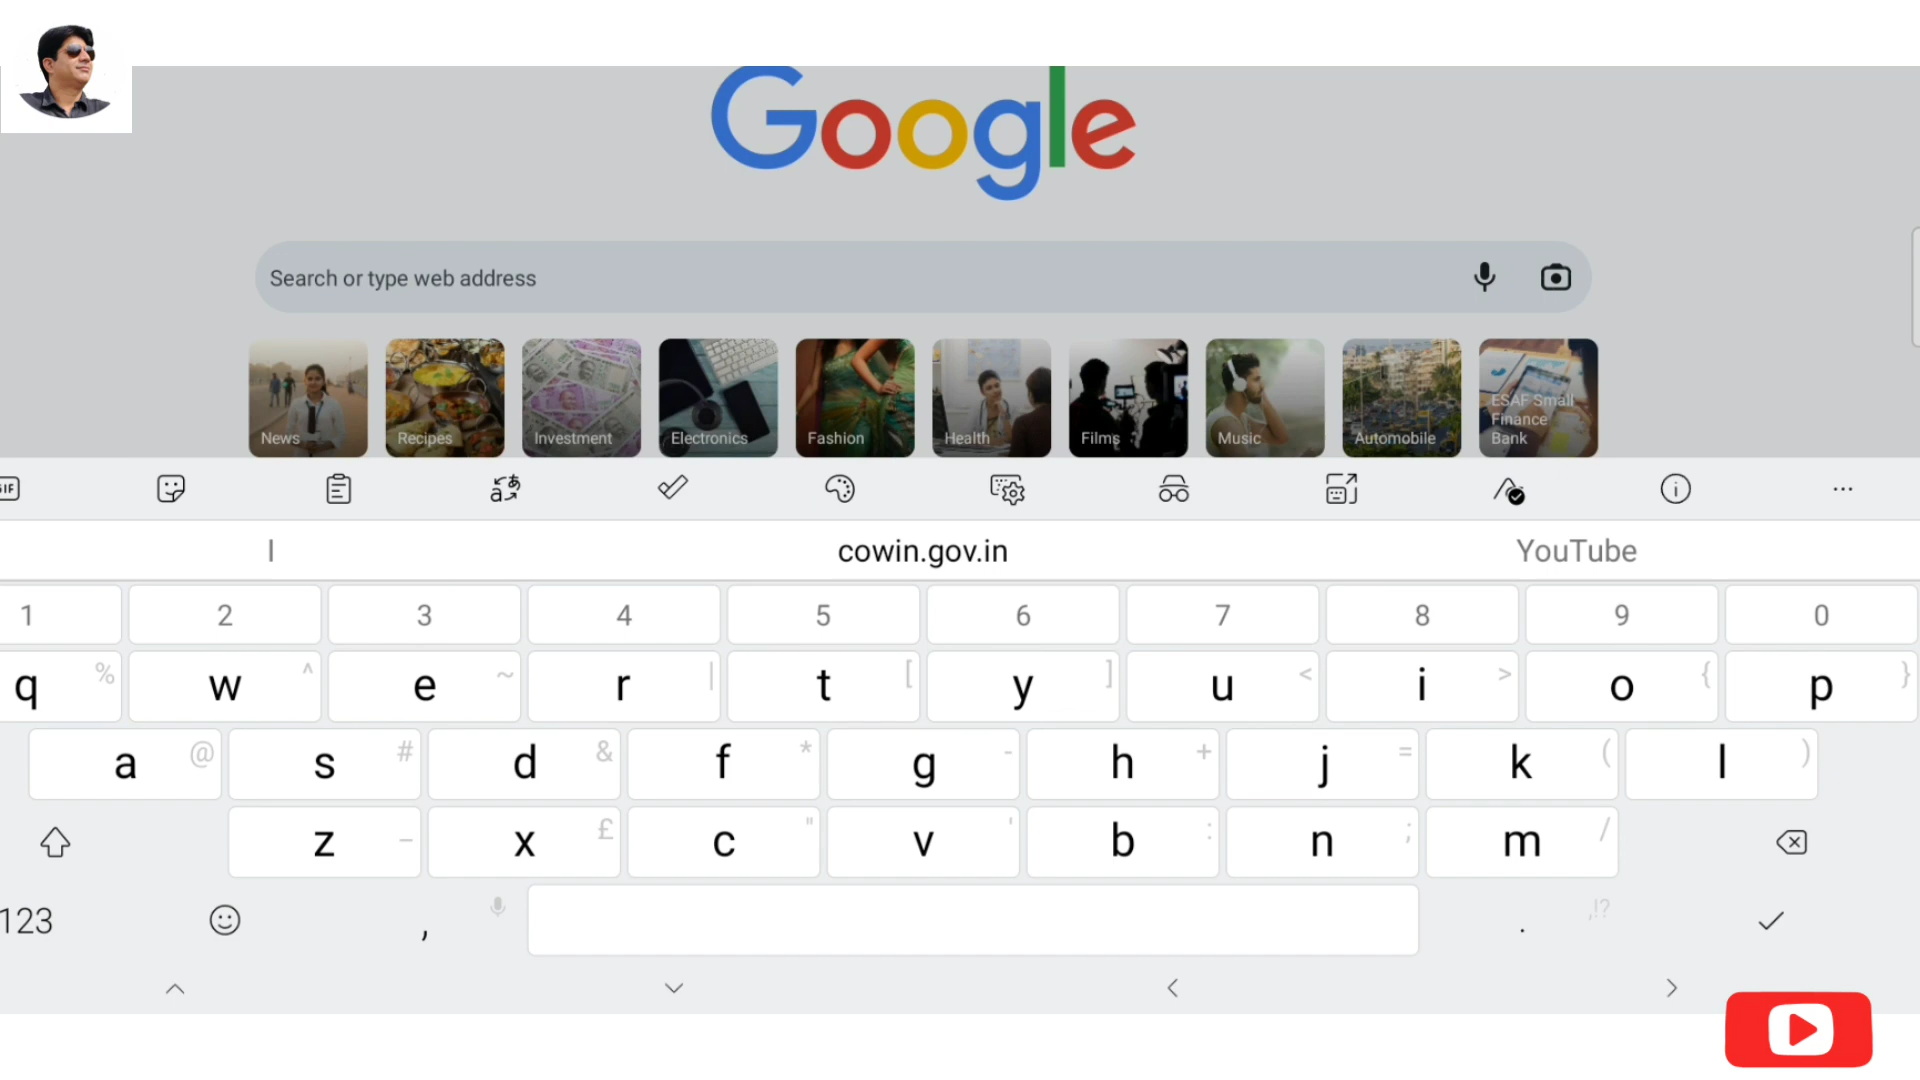 Google
Search or type web address
News
Recipes
Investment
Electronics
Fashion
Health
Films
Music
Automobile
ESAF Small
Finance
Bank
GIF
I cowin.gov.in YouTube
1 2 3 4 5 6 7 8 9 0
q % w ^ e ~ r | t [ y ] u < i > o { p }
a @ s # d & f * g - h + j = k ( l )
z _ x £ c " v ' b : n ; m /
123 , . ,!?